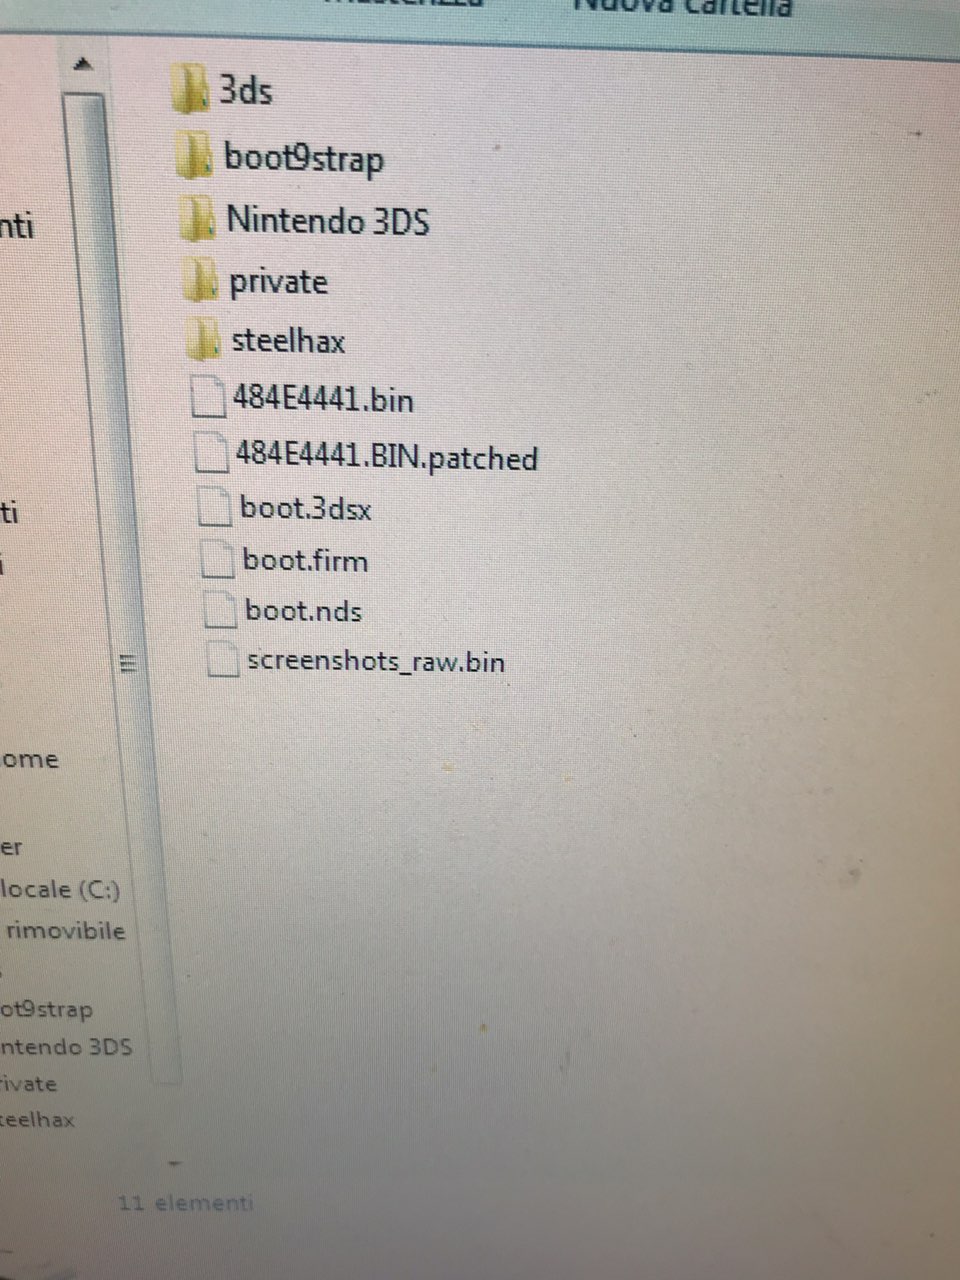 Nuova cartella
3ds
boot9strap
Nintendo 3DS
private
steelhax
484E4441.bin
484E4441.BIN.patched
boot.3dsx
boot.firm
boot.nds
screenshots_raw.bin
nti
ti
i
ome
er
locale (C:)
rimovibile
ot9strap
ntendo 3DS
rivate
teelhax
11 elementi